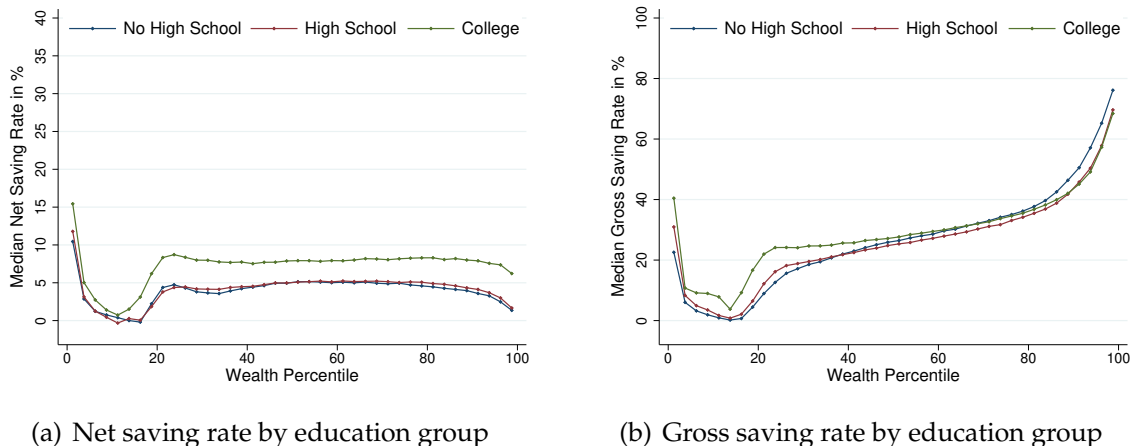 No High School High School College
Median Net Saving Rate in %
40
35
30
25
20
15
10
5
0
0 20 40 60 80 100
Wealth Percentile
(a) Net saving rate by education group
No High School High School College
Median Gross Saving Rate in %
100
80
60
40
20
0
0 20 40 60 80 100
Wealth Percentile
(b) Gross saving rate by education group